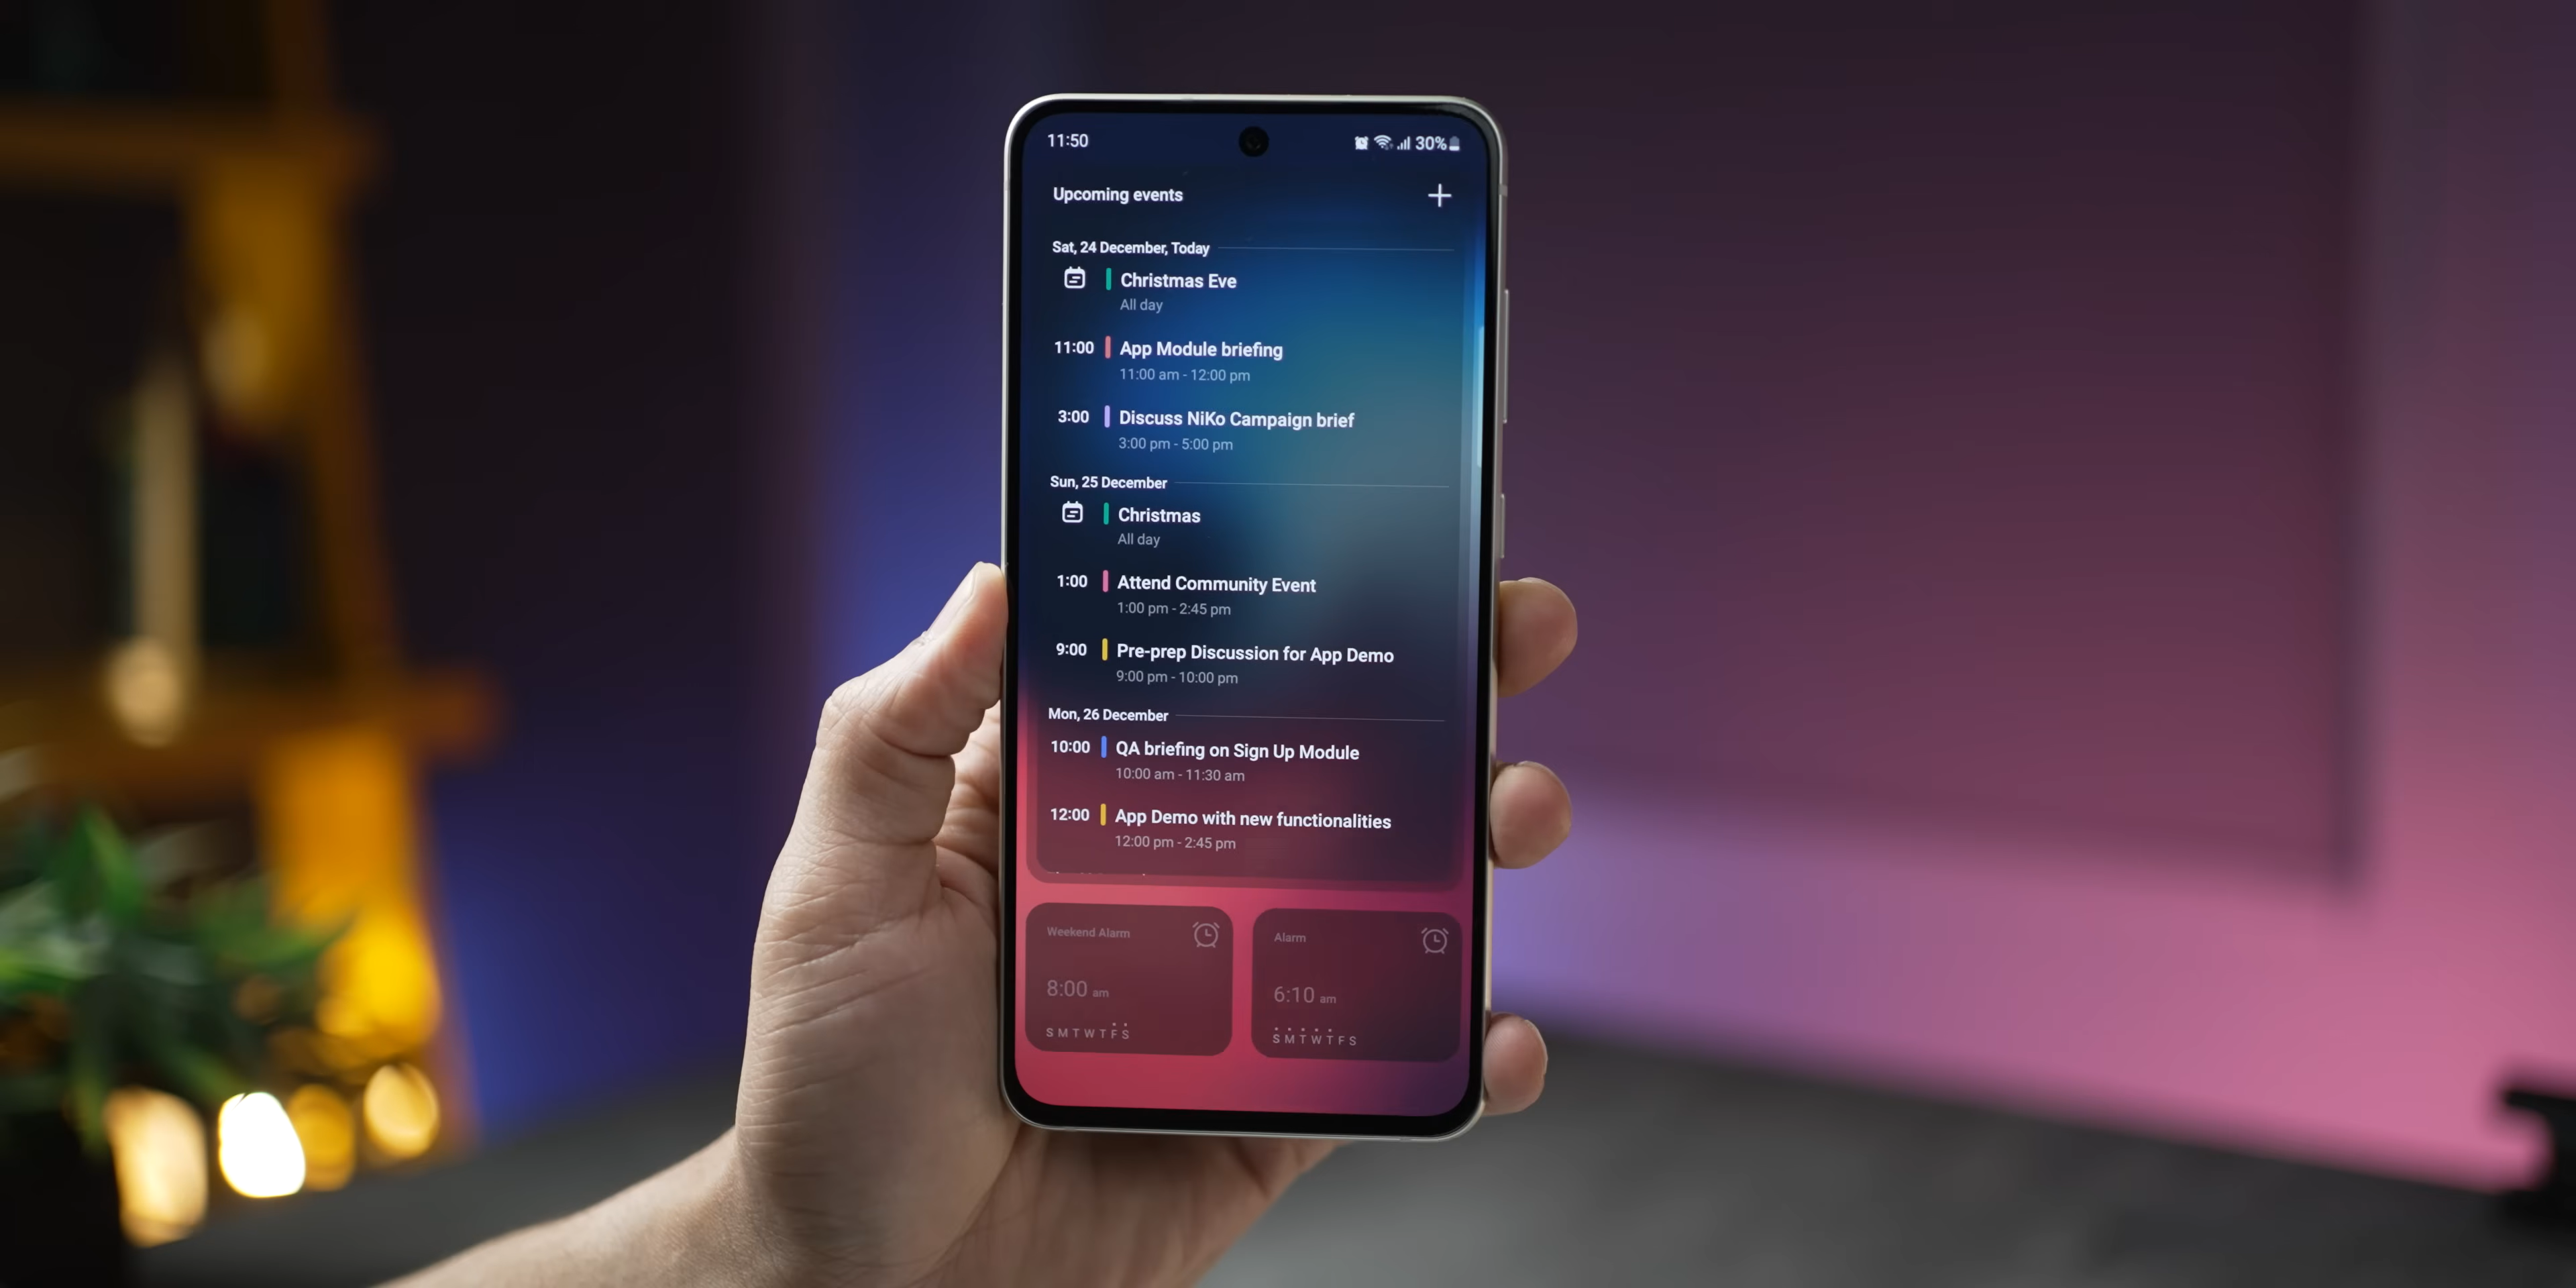 11:50 30%
Upcoming events +
Sat, 24 December, Today
Christmas Eve
All day
11:00 App Module briefing
11:00 am - 12:00 pm
3:00 Discuss NiKo Campaign brief
3:00 pm - 5:00 pm
Sun, 25 December
Christmas
All day
1:00 Attend Community Event
1:00 pm - 2:45 pm
9:00 Pre-prep Discussion for App Demo
9:00 pm - 10:00 pm
Mon, 26 December
10:00 QA briefing on Sign Up Module
10:00 am - 11:30 am
12:00 App Demo with new functionalities
12:00 pm - 2:45 pm
Weekend Alarm
8:00 am
S M T W T F S
Alarm
6:10 am
S M T W T F S